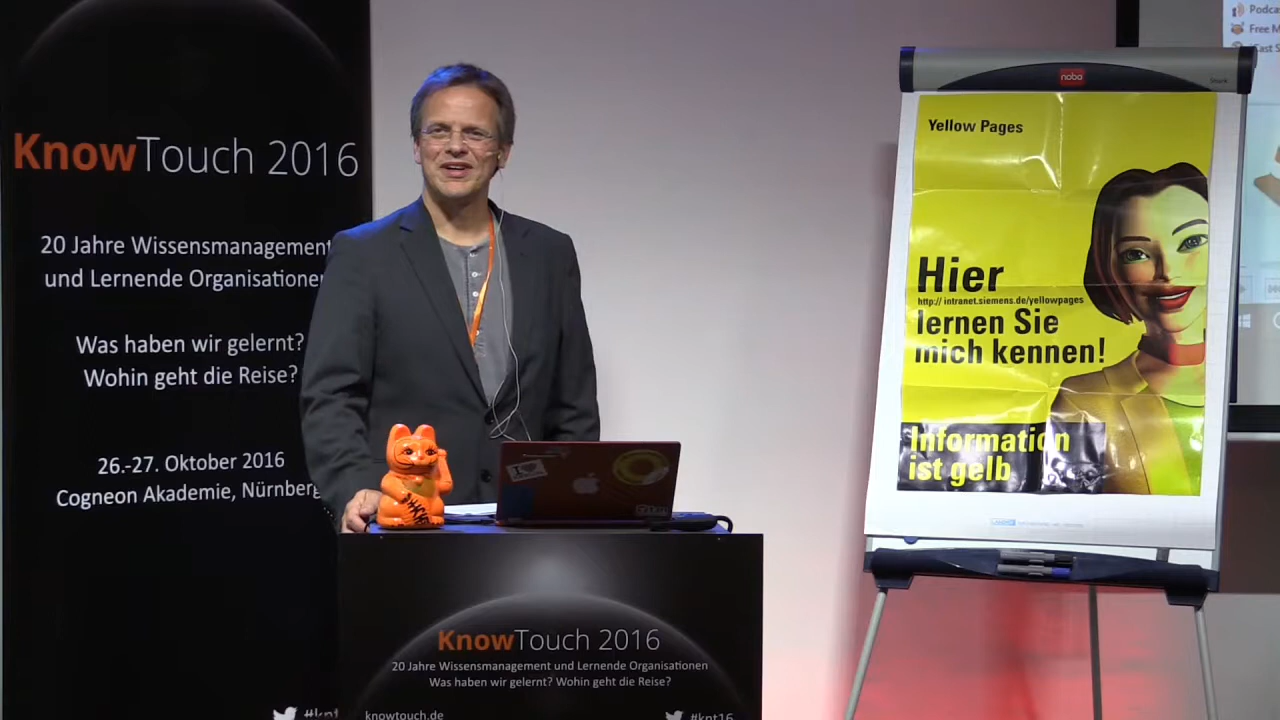 KnowTouch 2016
20 Jahre Wissensmanagement
und Lernende Organisationen
Was haben wir gelernt?
Wohin geht die Reise?
26.-27. Oktober 2016
Cogneon Akademie, Nürnberg
KnowTouch 2016
20 Jahre Wissensmanagement und Lernende Organisationen
Was haben wir gelernt? Wohin geht die Reise?
knowtouch.de
#knt16
nobo
Yellow Pages
Hier
http:// intranet.siemens.de/yellowpages
lernen Sie
mich kennen!
Information
ist gelb